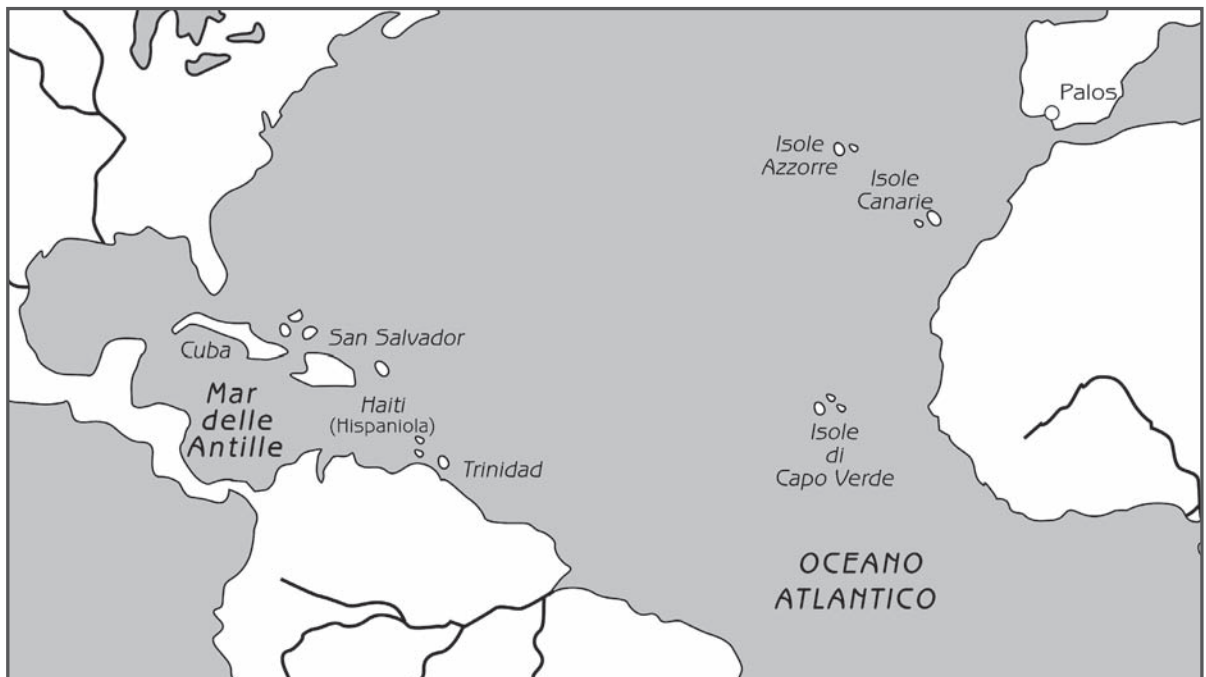 Palos
Isole
Azzorre
Isole
Canarie
San Salvador
Cuba
Mar
delle
Antille
Haiti
(Hispaniola)
Trinidad
Isole
di
Capo Verde
OCEANO
ATLANTICO